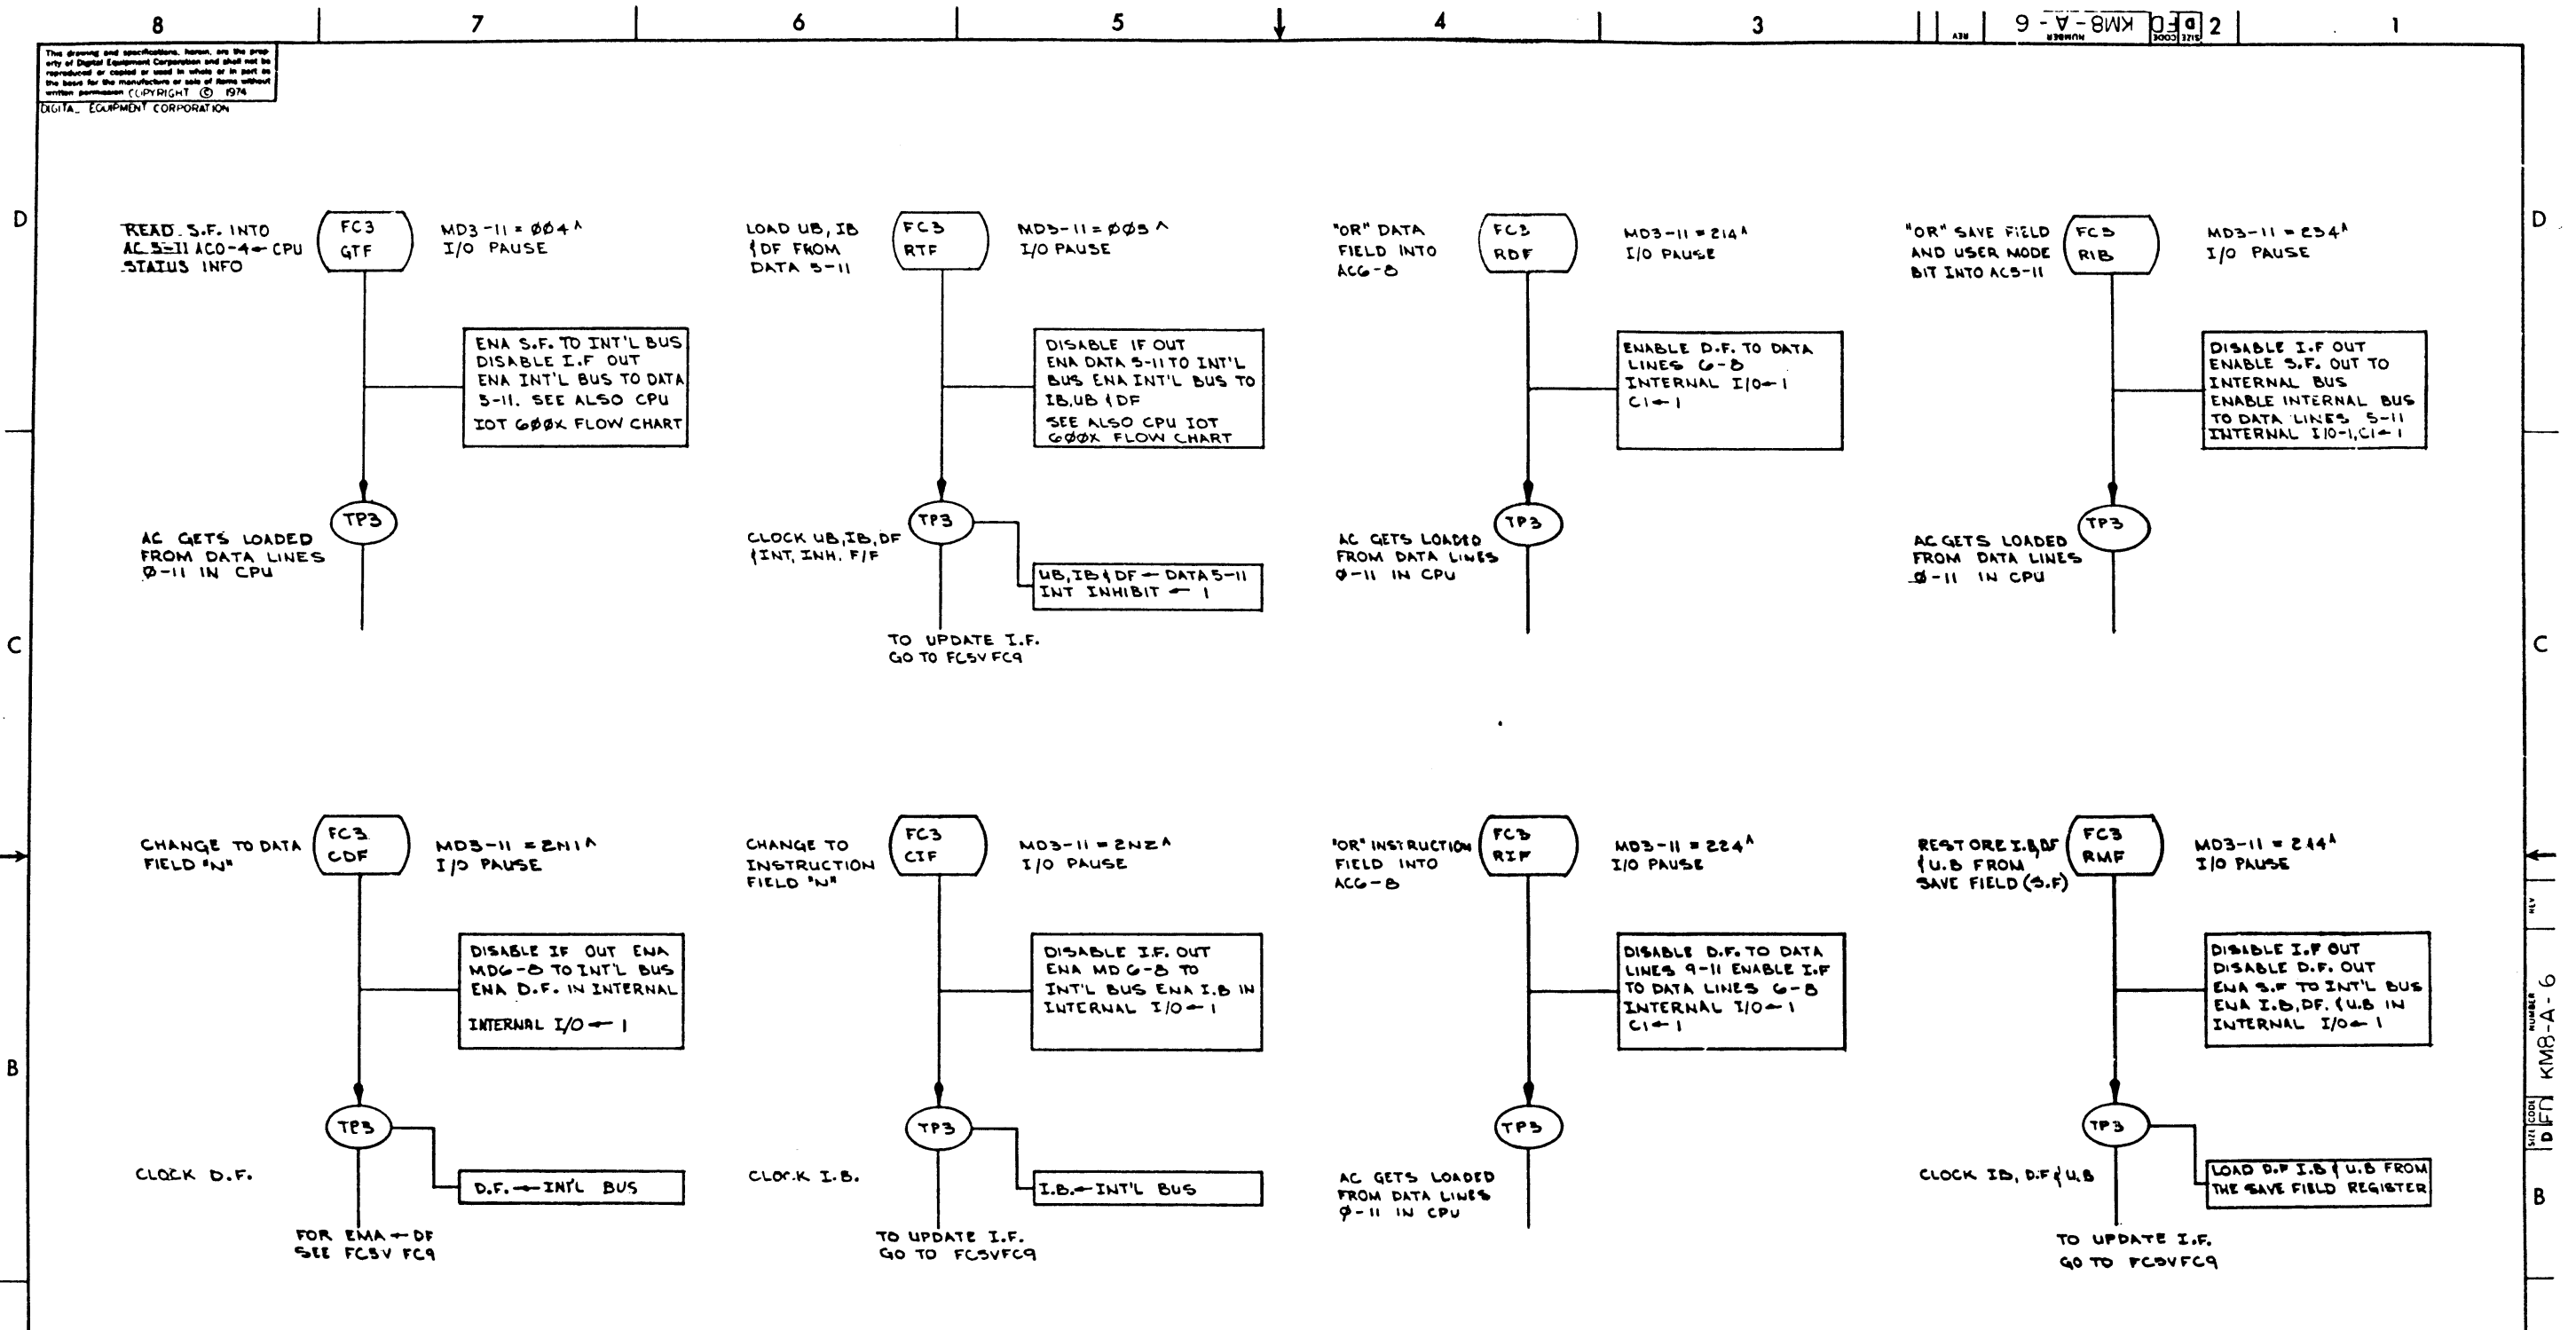 8 7 6 5 4 3 2 1
SIZE CODE NUMBER REV
D FD KM8-A-6
This drawing and specifications, herein, are the prop
erty of Digital Equipment Corporation and shall not be
reproduced or copied or used in whole or in part as
the basis for the manufacture or sale of items without
written permission COPYRIGHT © 1974
DIGITAL EQUIPMENT CORPORATION
D
READ S.F. INTO
AC 5-11 AC0-4← CPU
STATUS INFO
FC3
GTF
MD3-11 = ØØ4 ^
I/O PAUSE
ENA S.F. TO INT'L BUS
DISABLE I.F OUT
ENA INT'L BUS TO DATA
5-11. SEE ALSO CPU
IOT 6ØØX FLOW CHART
TP3
AC GETS LOADED
FROM DATA LINES
Ø-11 IN CPU
LOAD UB, IB
& DF FROM
DATA 5-11
FC3
RTF
MD3-11 = ØØ5 ^
I/O PAUSE
DISABLE IF OUT
ENA DATA 5-11 TO INT'L
BUS ENA INT'L BUS TO
IB,UB & DF
SEE ALSO CPU IOT
6ØØX FLOW CHART
TP3
CLOCK UB,IB,DF
& INT, INH. F/F
UB,IB & DF ← DATA 5-11
INT INHIBIT ← 1
TO UPDATE I.F.
GO TO FC5V FC9
"OR" DATA
FIELD INTO
AC6-8
FC3
RDF
MD3-11 = 214 ^
I/O PAUSE
ENABLE D.F. TO DATA
LINES 6-8
INTERNAL I/O←1
C1←1
TP3
AC GETS LOADED
FROM DATA LINES
Ø-11 IN CPU
"OR" SAVE FIELD
AND USER MODE
BIT INTO AC5-11
FC3
RIB
MD3-11 = 234 ^
I/O PAUSE
DISABLE I.F OUT
ENABLE S.F. OUT TO
INTERNAL BUS
ENABLE INTERNAL BUS
TO DATA LINES 5-11
INTERNAL I/O-1,C1←1
TP3
AC GETS LOADED
FROM DATA LINES
Ø-11 IN CPU
D
C
C
CHANGE TO DATA
FIELD "N"
FC3
CDF
MD3-11 = 2N1 ^
I/O PAUSE
DISABLE IF OUT ENA
MD6-8 TO INT'L BUS
ENA D.F. IN INTERNAL
INTERNAL I/O ← 1
TP3
CLOCK D.F.
D.F. ← INT'L BUS
FOR EMA ← DF
SEE FC5V FC9
CHANGE TO
INSTRUCTION
FIELD "N"
FC3
CIF
MD3-11 = 2N2 ^
I/O PAUSE
DISABLE I.F. OUT
ENA MD 6-8 TO
INT'L BUS ENA I.B IN
INTERNAL I/O ← 1
TP3
CLOCK I.B.
I.B. ← INT'L BUS
TO UPDATE I.F.
GO TO FC5VFC9
"OR" INSTRUCTION
FIELD INTO
AC6-8
FC3
RIF
MD3-11 = 224 ^
I/O PAUSE
DISABLE D.F. TO DATA
LINES 9-11 ENABLE I.F
TO DATA LINES 6-8
INTERNAL I/O←1
C1←1
TP3
AC GETS LOADED
FROM DATA LINES
Ø-11 IN CPU
RESTORE I.B,DF
& U.B FROM
SAVE FIELD (S.F)
FC3
RMF
MD3-11 = 244 ^
I/O PAUSE
DISABLE I.F OUT
DISABLE D.F. OUT
ENA S.F TO INT'L BUS
ENA I.B, DF. & U.B IN
INTERNAL I/O←1
TP3
CLOCK IB, D.F & U.B
LOAD D.F I.B & U.B FROM
THE SAVE FIELD REGISTER
TO UPDATE I.F.
GO TO FC5VFC9
B
B
SIZE CODE NUMBER REV
D FD KM8-A-6